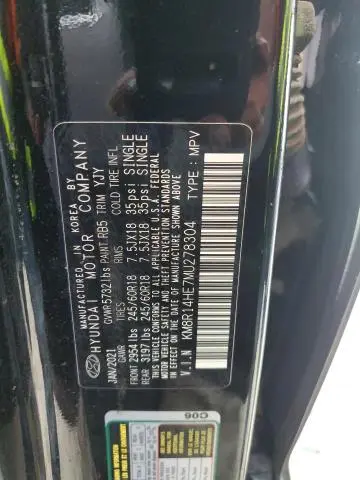 MANUFACTURED IN KOREA BY
HYUNDAI MOTOR COMPANY
JAN/2021 GVWR 5732 lbs PAINT RB5 TRIM YJY
GAWR TIRES RIMS COLD TIRE INFL
FRONT 2954 lbs 245/60R18 7.5JX18 35psi SINGLE
REAR 3197 lbs 245/60R18 7.5JX18 35psi SINGLE
THIS VEHICLE CONFORMS TO ALL APPLICABLE U.S.A. FEDERAL
MOTOR VEHICLE SAFETY AND THEFT PREVENTION STANDARDS
IN EFFECT ON THE DATE OF MANUFACTURE SHOWN ABOVE.
V.I.N : KM8R14HE7MU278304 TYPE : MPV
C06